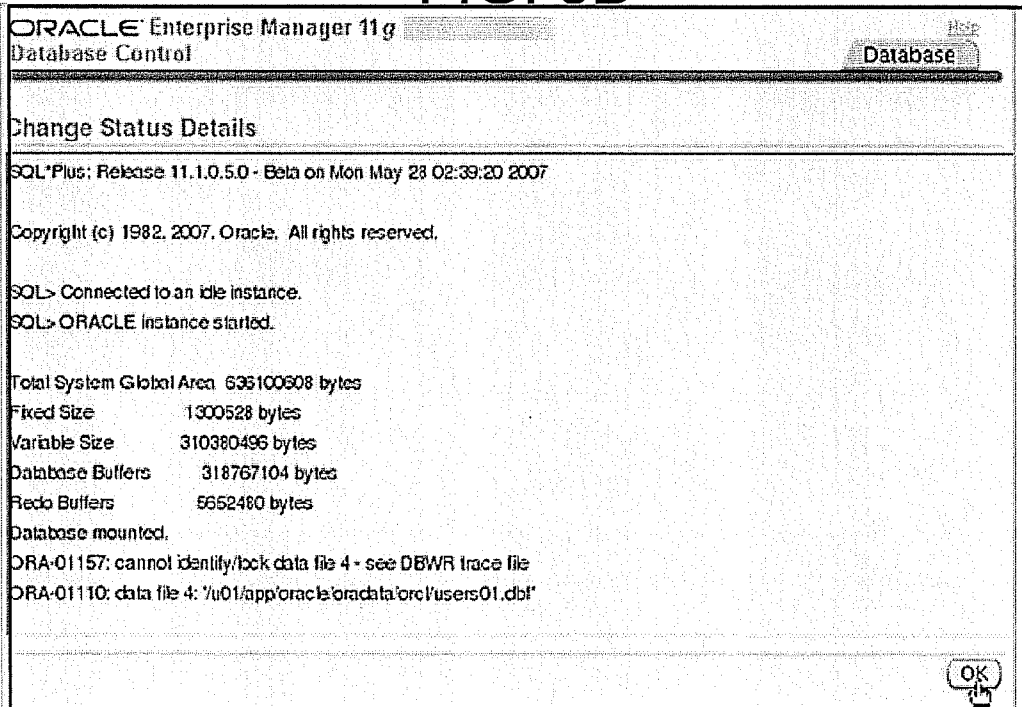 ORACLE Enterprise Manager 11g
Database Control
Help
Database
Change Status Details
SQL*Plus: Release 11.1.0.5.0 - Beta on Mon May 28 02:39:20 2007
Copyright (c) 1982, 2007, Oracle. All rights reserved.
SQL> Connected to an idle instance.
SQL> ORACLE instance started.
Total System Global Area 636100608 bytes
Fixed Size 1300528 bytes
Variable Size 310380496 bytes
Database Buffers 318767104 bytes
Redo Buffers 5652480 bytes
Database mounted.
ORA-01157: cannot identify/lock data file 4 - see DBWR trace file
ORA-01110: data file 4: '/u01/app/oracle/oradata/orcl/users01.dbf'
OK